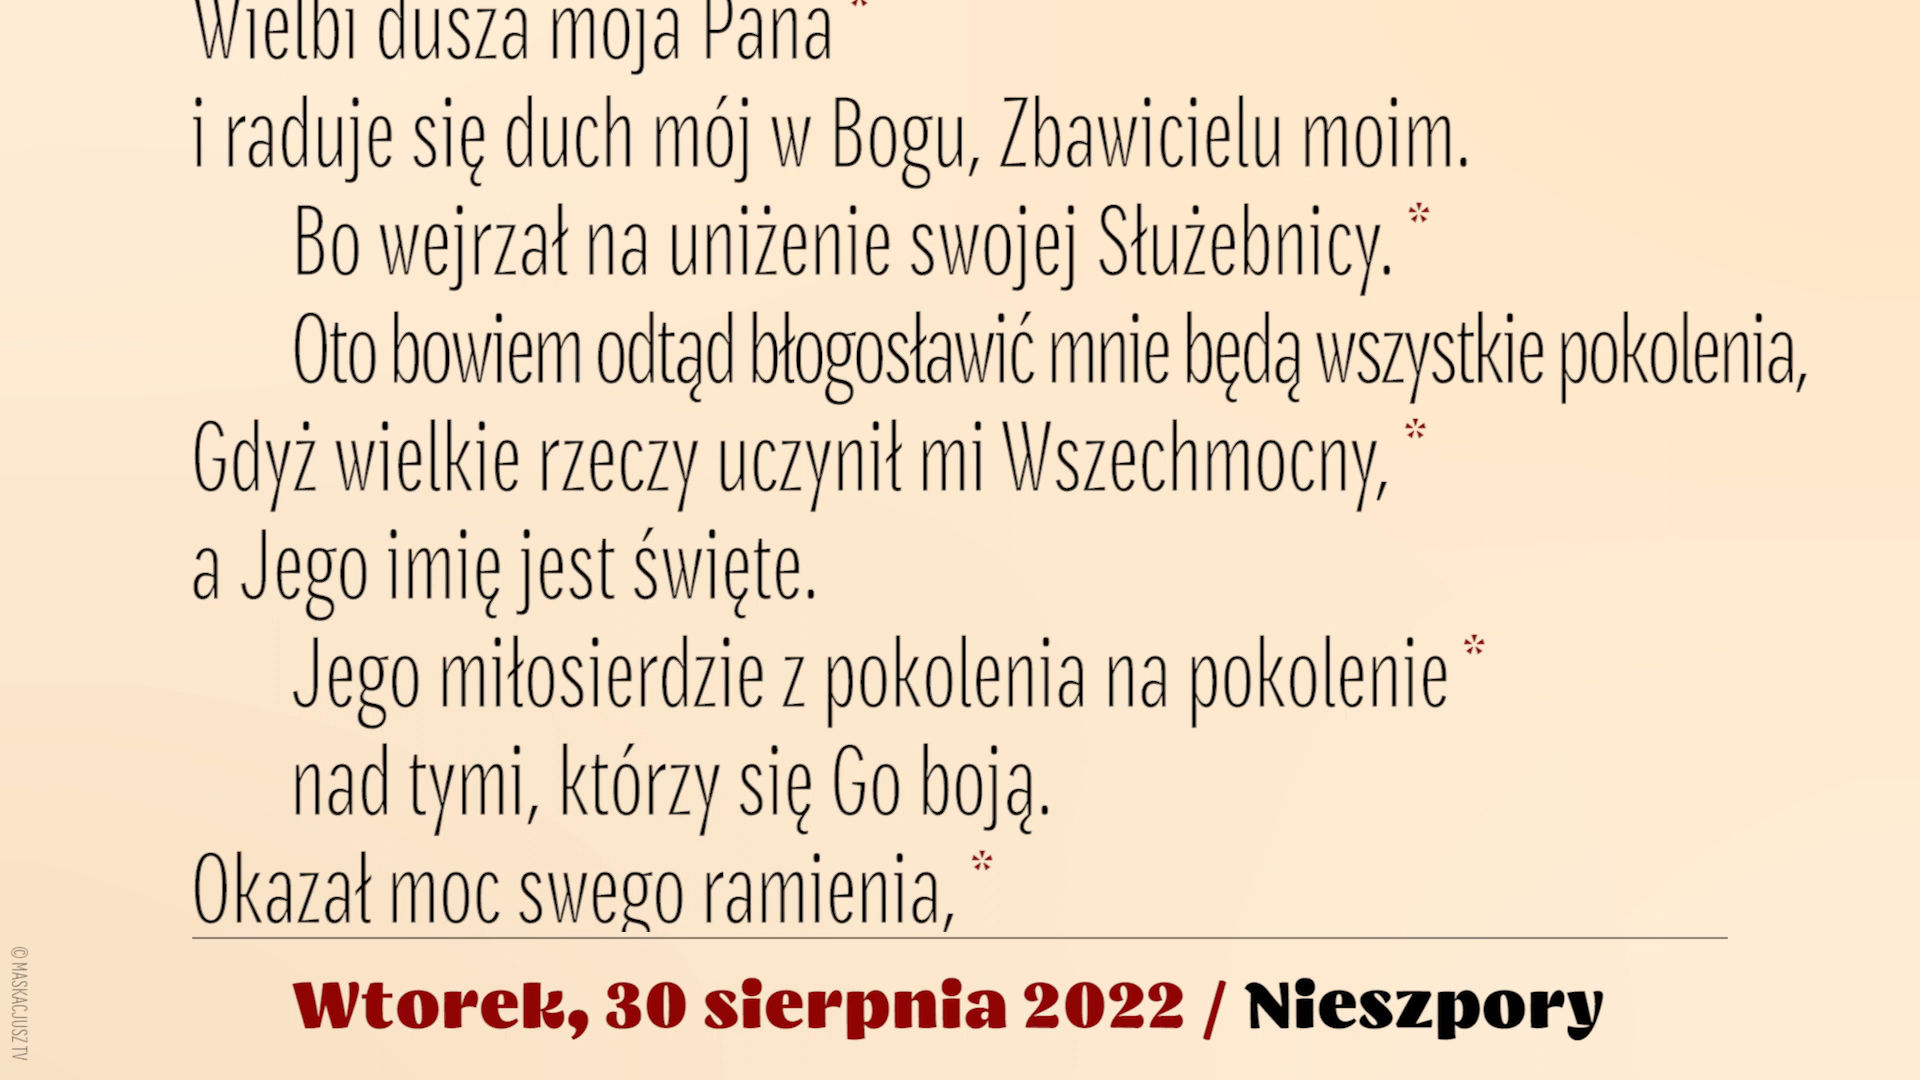 Wielbi dusza moja Pana *
i raduje się duch mój w Bogu, Zbawicielu moim.
Bo wejrzał na uniżenie swojej Służebnicy. *
Oto bowiem odtąd błogosławić mnie będą wszystkie pokolenia,
Gdyż wielkie rzeczy uczynił mi Wszechmocny, *
a Jego imię jest święte.
Jego miłosierdzie z pokolenia na pokolenie *
nad tymi, którzy się Go boją.
Okazał moc swego ramienia, *
Wtorek, 30 sierpnia 2022 / Nieszpory
© MASKACJUSZ TV